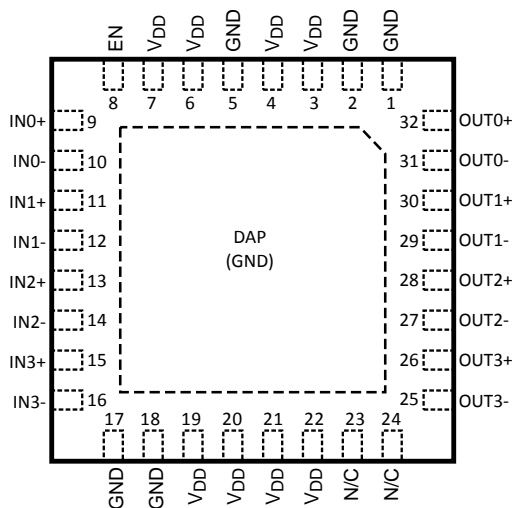 EN VDD VDD GND VDD VDD GND GND
8 7 6 5 4 3 2 1
IN0+ 9 32 OUT0+
IN0- 10 31 OUT0-
IN1+ 11 30 OUT1+
IN1- 12 DAP 29 OUT1-
(GND)
IN2+ 13 28 OUT2+
IN2- 14 27 OUT2-
IN3+ 15 26 OUT3+
IN3- 16 25 OUT3-
17 18 19 20 21 22 23 24
GND GND VDD VDD VDD VDD N/C N/C